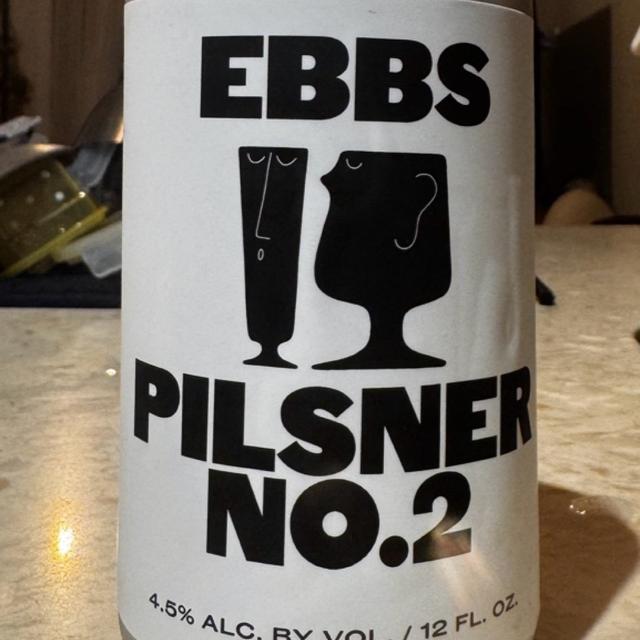 EBBS
PILSNER
NO.2
4.5% ALC. BY VOL. / 12 FL. OZ.